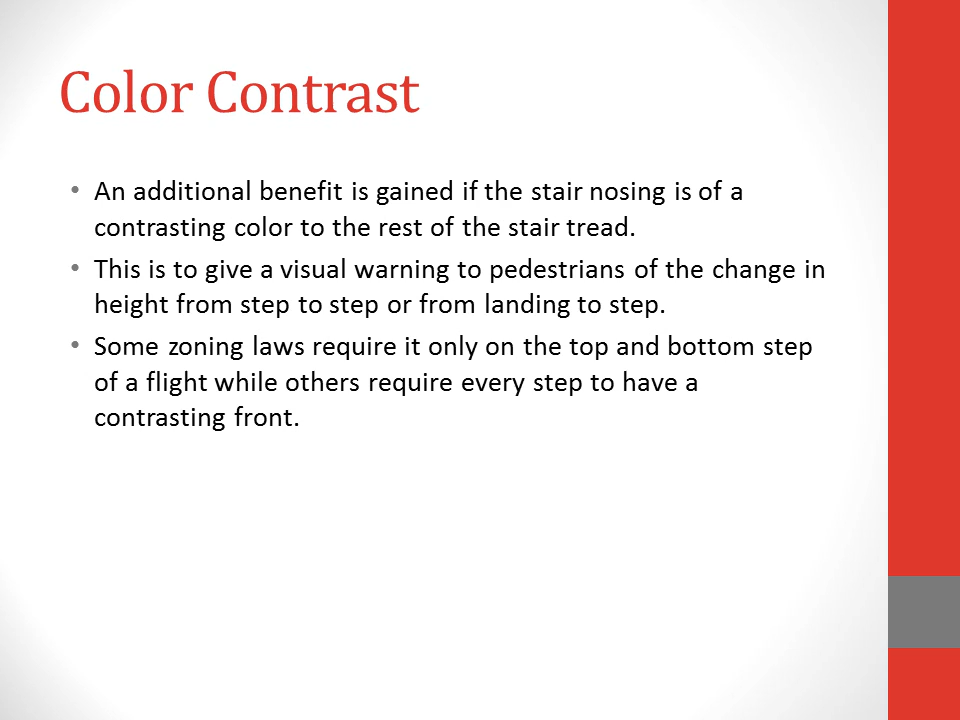 Color Contrast
• An additional benefit is gained if the stair nosing is of a
contrasting color to the rest of the stair tread.
• This is to give a visual warning to pedestrians of the change in
height from step to step or from landing to step.
• Some zoning laws require it only on the top and bottom step
of a flight while others require every step to have a
contrasting front.